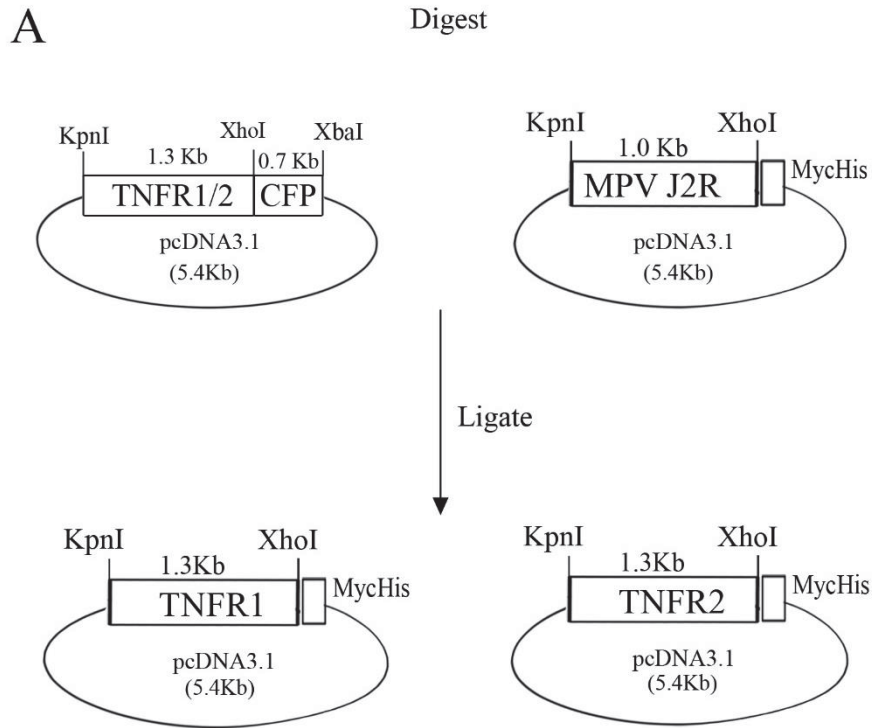 A
Digest
KpnI XhoI XbaI
1.3 Kb 0.7 Kb
TNFR1/2 CFP
pcDNA3.1
(5.4Kb)
KpnI XhoI
1.0 Kb
MPV J2R MycHis
pcDNA3.1
(5.4Kb)
Ligate
KpnI XhoI
1.3Kb
TNFR1 MycHis
pcDNA3.1
(5.4Kb)
KpnI XhoI
1.3Kb
TNFR2 MycHis
pcDNA3.1
(5.4Kb)